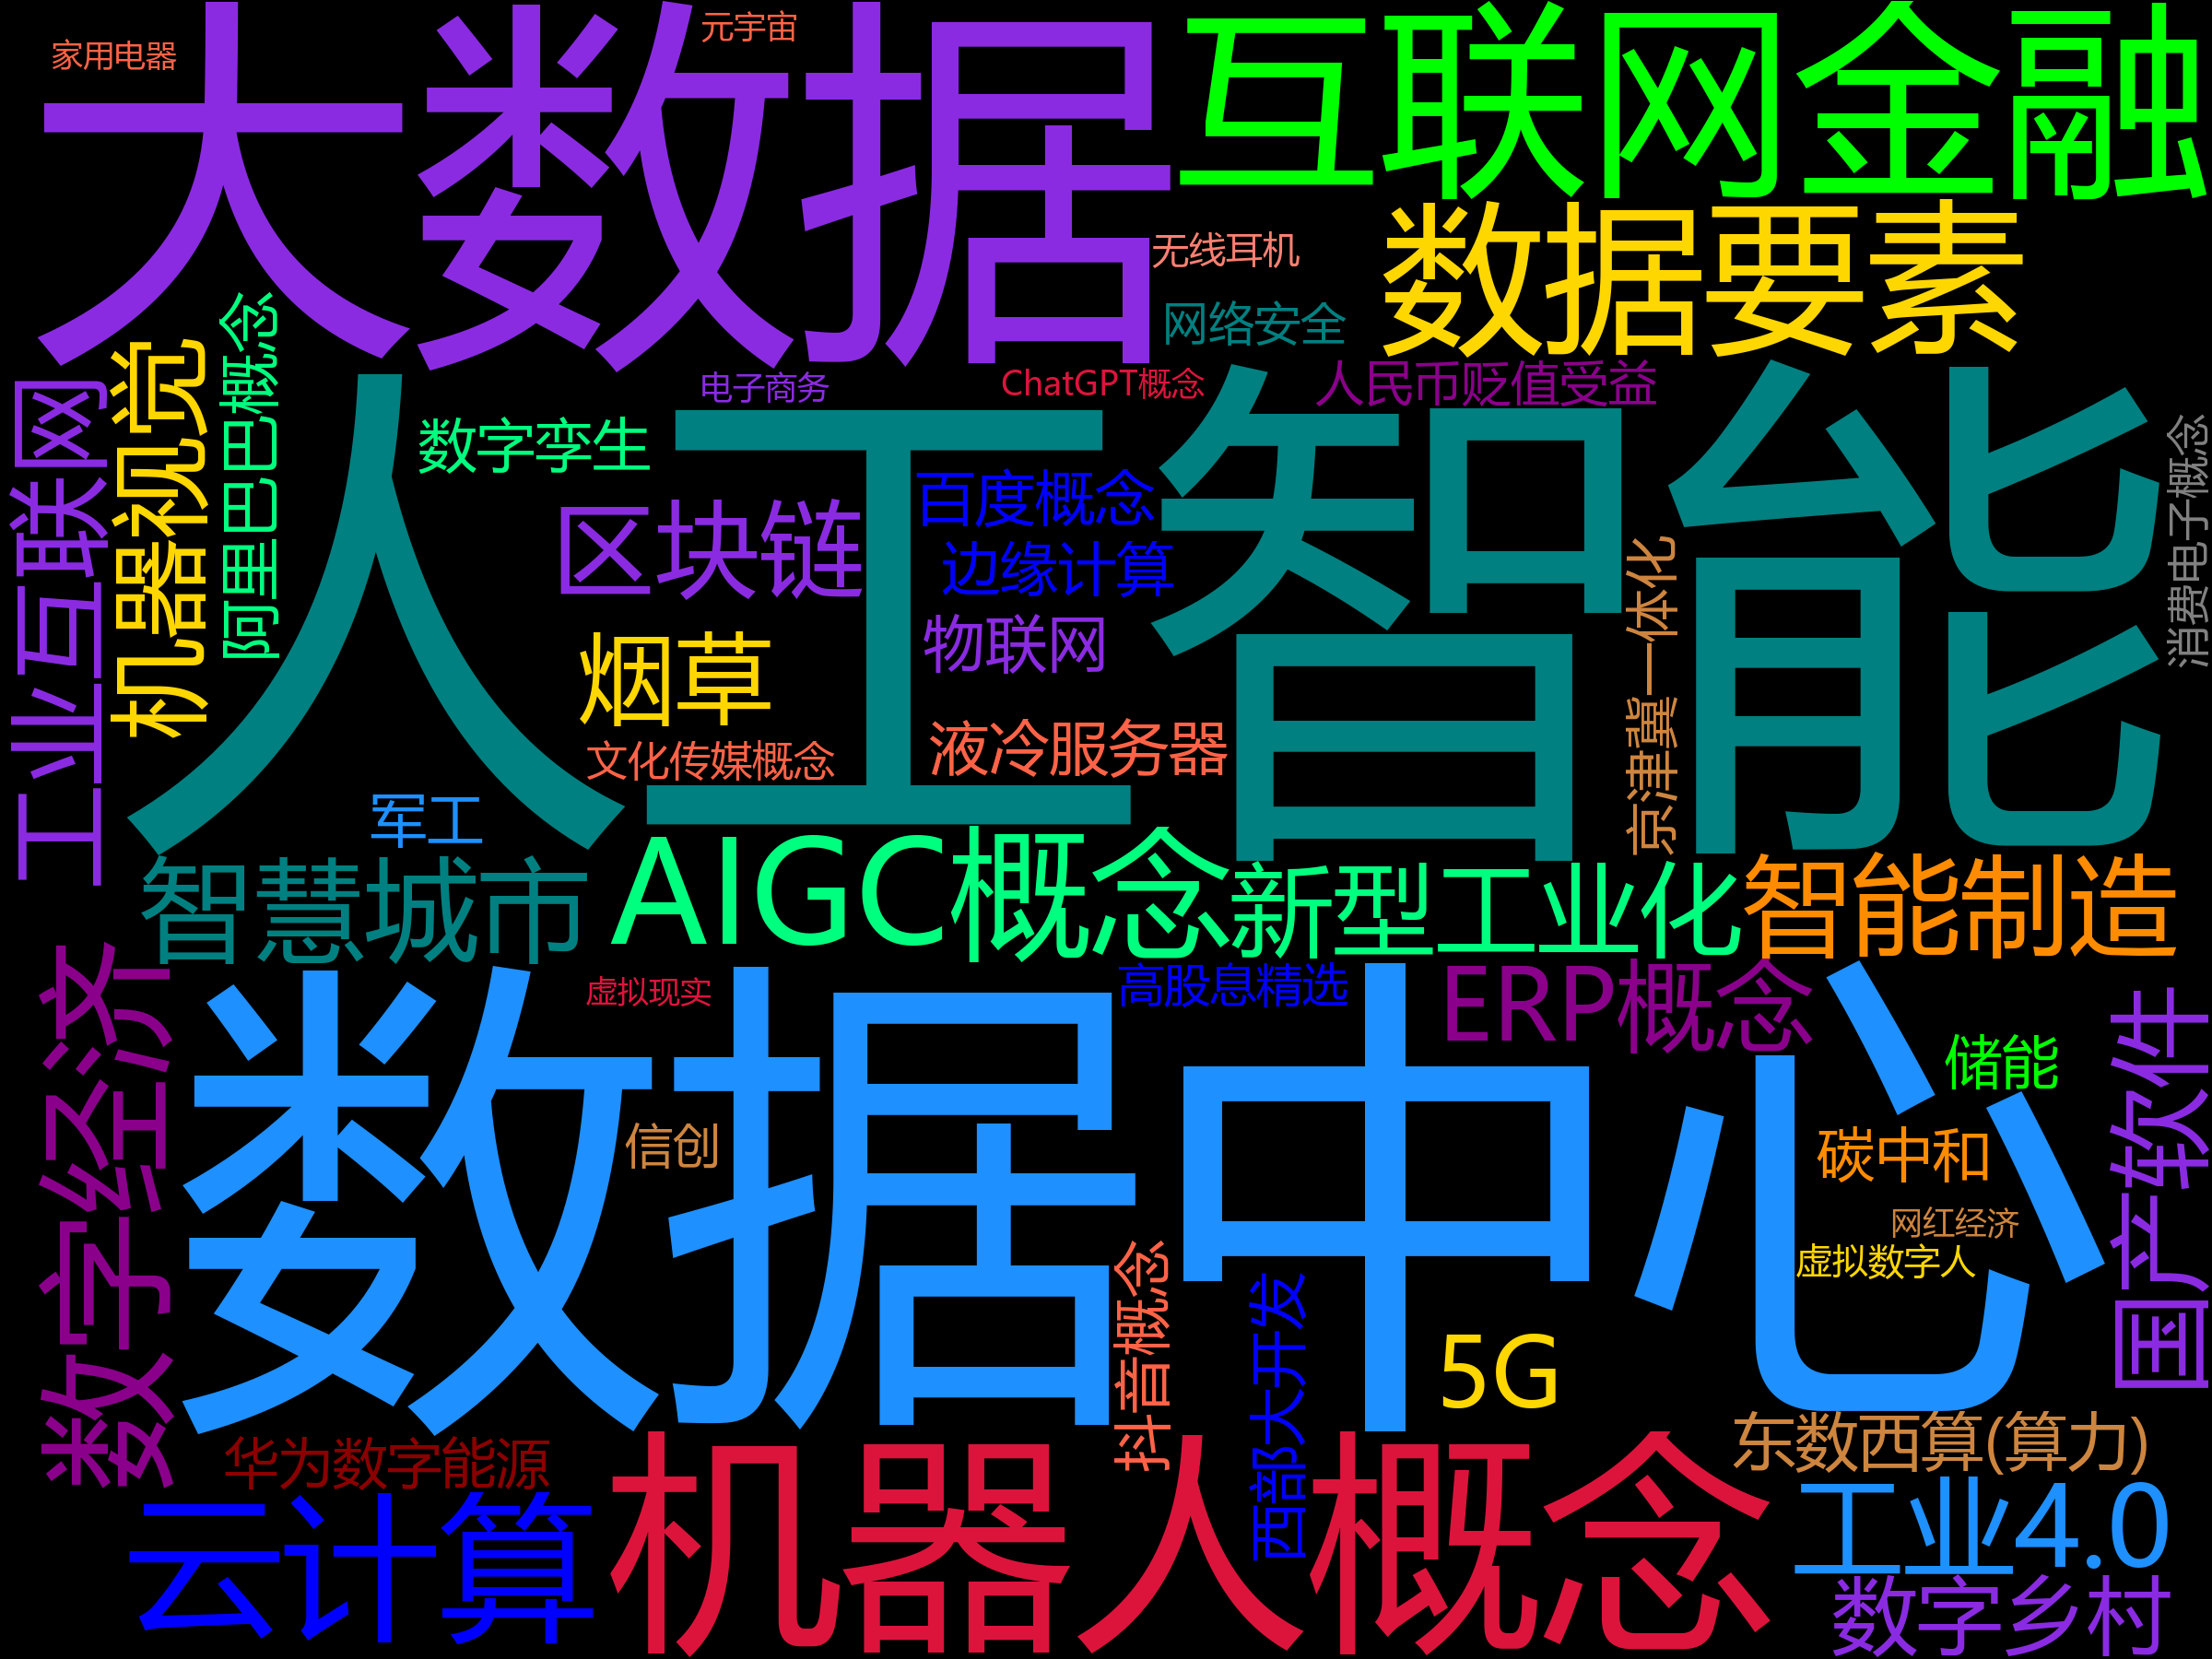 元宇宙
家用电器
大数据
互联网金融
数据要素
无线耳机
网络安全
阿里巴巴概念
机器视觉
工业互联网
电子商务
ChatGPT概念
人民币贬值受益
数字孪生
人工智能
百度概念
区块链
边缘计算
物联网
消费电子概念
京津冀一体化
烟草
液冷服务器
文化传媒概念
军工
AIGC概念
智慧城市
新型工业化
智能制造
数字经济
虚拟现实
高股息精选
ERP概念
数据中心
储能
国产软件
信创
碳中和
网红经济
虚拟数字人
抖音概念
西部大开发
5G
东数西算(算力)
华为数字能源
云计算
机器人概念
工业4.0
数字乡村